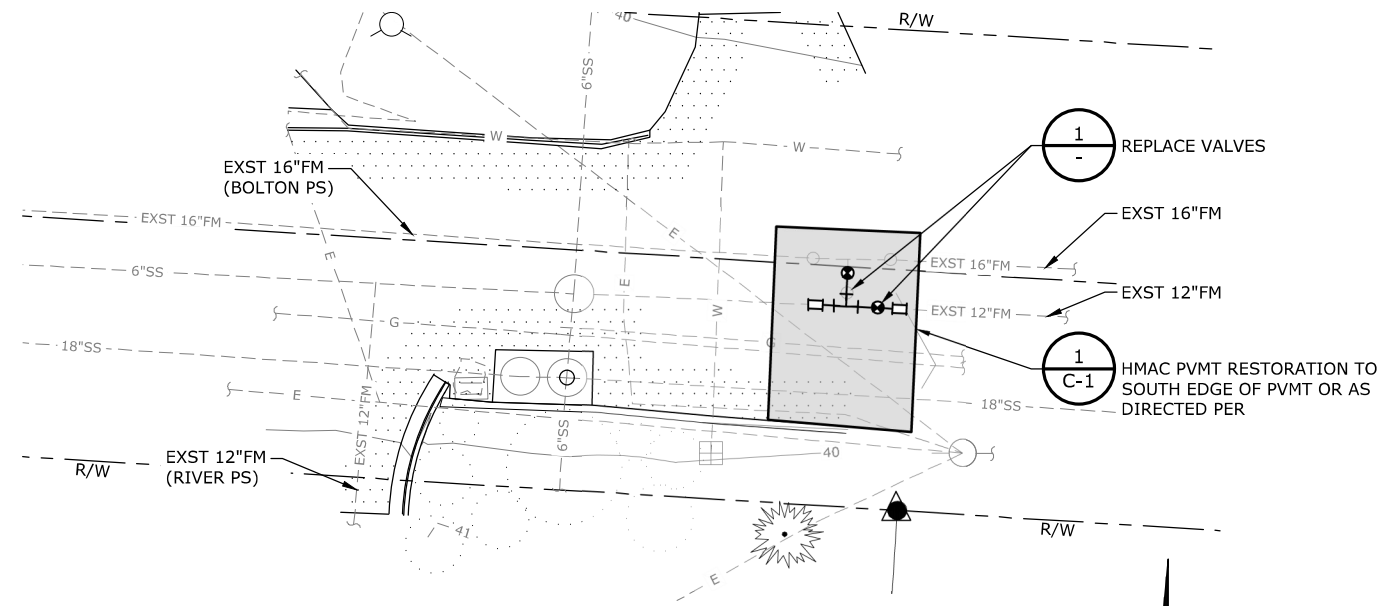 40
R/W
6"SS
1
-
REPLACE VALVES
W
W
EXST 16"FM
(BOLTON PS)
EXST 16"FM
EXST 16"FM
E
E
EXST 16"FM
6"SS
E
W
EXST 12"FM
EXST 12"FM
G
G
18"SS
1
C-1
HMAC PVMT RESTORATION TO
SOUTH EDGE OF PVMT OR AS
DIRECTED PER
E
18"SS
EXST 12"FM
6"SS
40
EXST 12"FM
(RIVER PS)
R/W
41
R/W
E